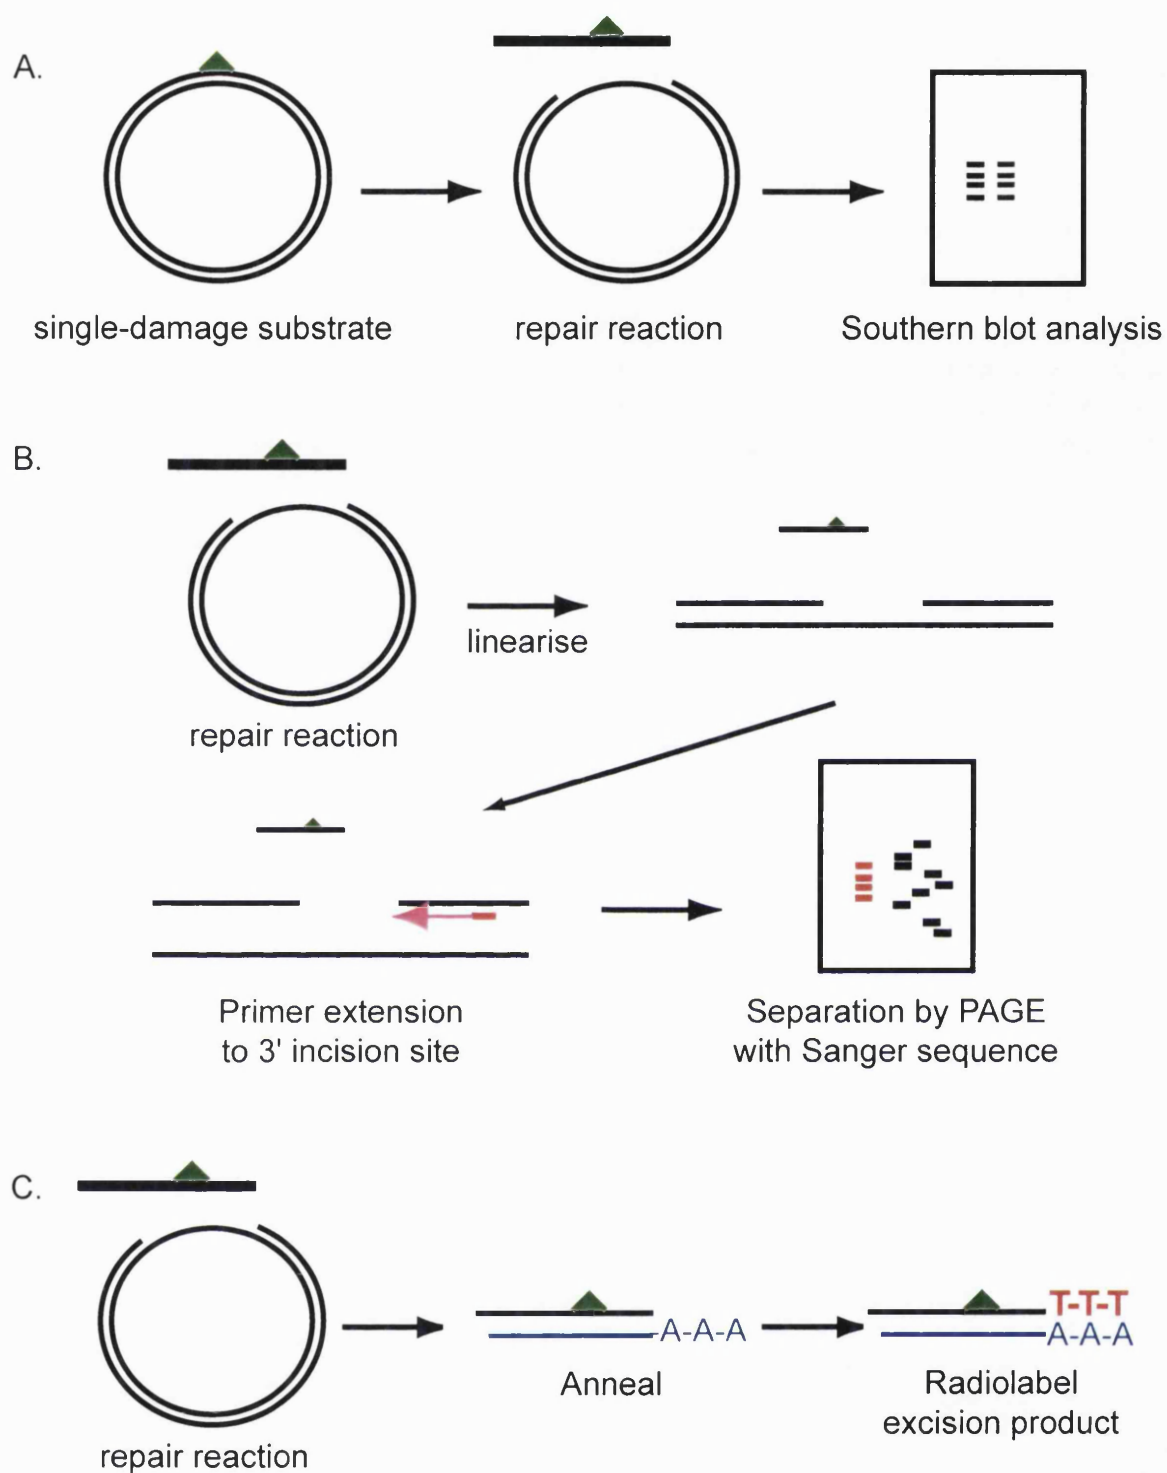 A.
single-damage substrate
repair reaction
Southern blot analysis
B.
linearise
repair reaction
Primer extension
to 3' incision site
Separation by PAGE
with Sanger sequence
C.
-A-A-A
T-T-T
A-A-A
Anneal
Radiolabel
excision product
repair reaction